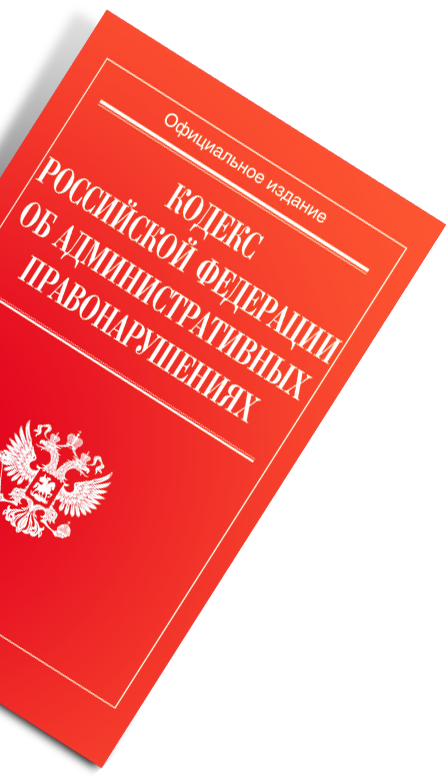 Официальное издание
КОДЕКС
РОССИЙСКОЙ ФЕДЕРАЦИИ
ОБ АДМИНИСТРАТИВНЫХ
ПРАВОНАРУШЕНИЯХ